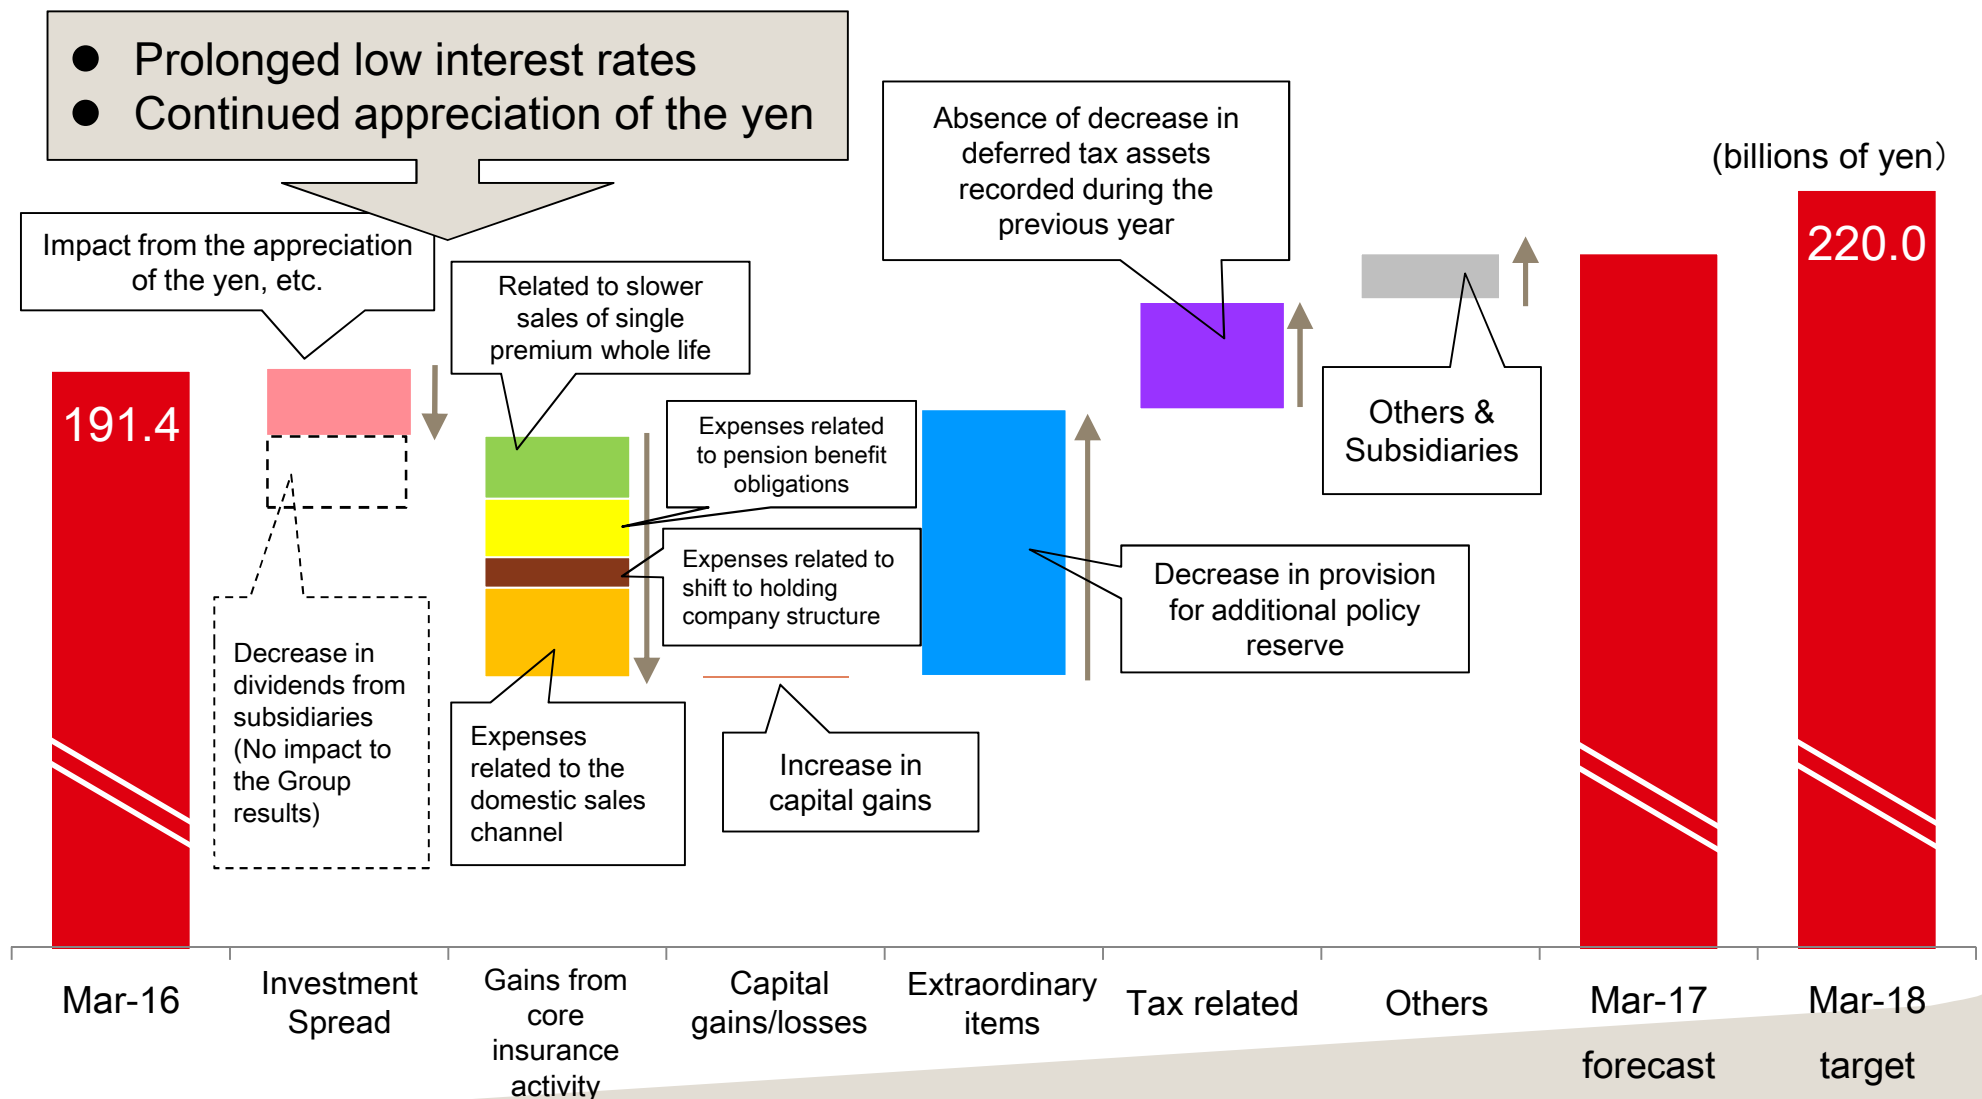 ● Prolonged low interest rates
● Continued appreciation of the yen
(billions of yen）
Impact from the appreciation
of the yen, etc.
Related to slower
sales of single
premium whole life
Absence of decrease in
deferred tax assets
recorded during the
previous year
220.0
191.4
Expenses related
to pension benefit
obligations
Others &
Subsidiaries
Expenses related to
shift to holding
company structure
Decrease in provision
for additional policy
reserve
Decrease in
dividends from
subsidiaries
(No impact to
the Group
results)
Expenses
related to the
domestic sales
channel
Increase in
capital gains
Mar-16
Investment
Spread
Gains from
core
insurance
activity
Capital
gains/losses
Extraordinary
items
Tax related
Others
Mar-17
forecast
Mar-18
target